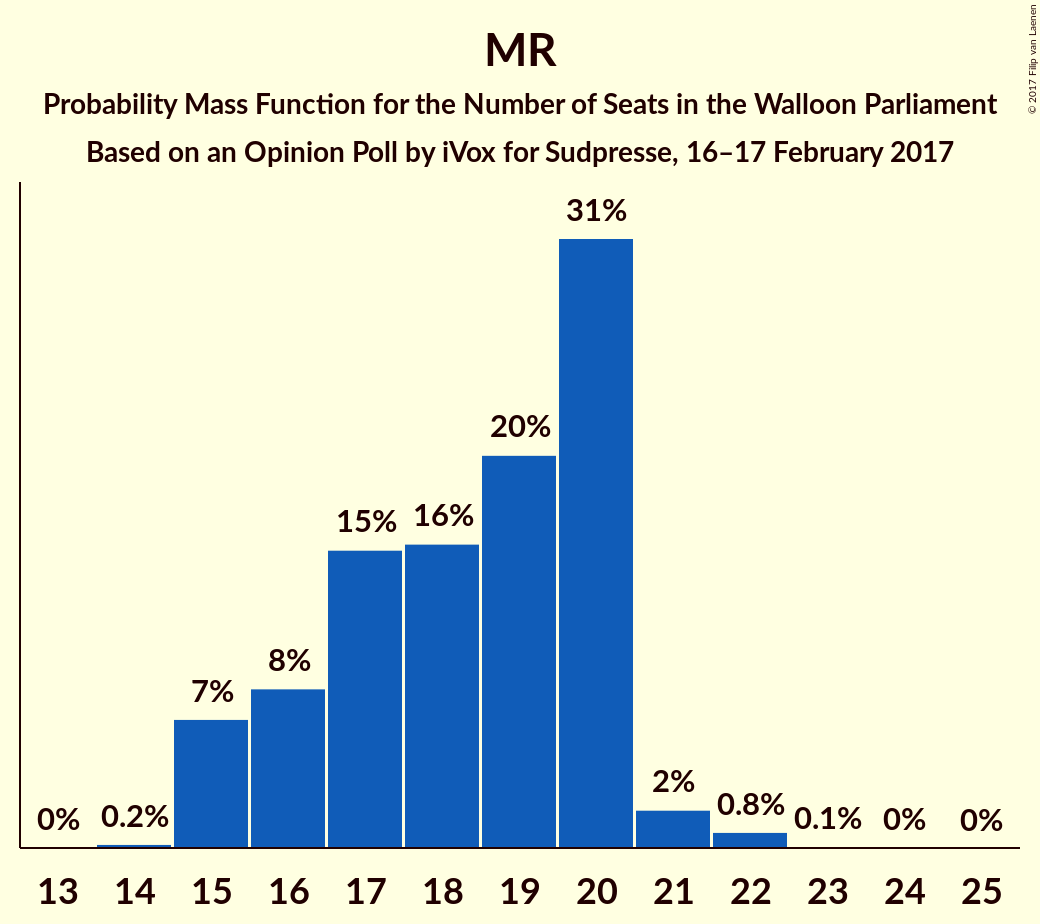 MR
Probability Mass Function for the Number of Seats in the Walloon Parliament
Based on an Opinion Poll by iVox for Sudpresse, 16–17 February 2017
© 2017 Filip van Laenen
0% 0.2% 7% 8% 15% 16% 20% 31% 2% 0.8% 0.1% 0% 0%
13 14 15 16 17 18 19 20 21 22 23 24 25